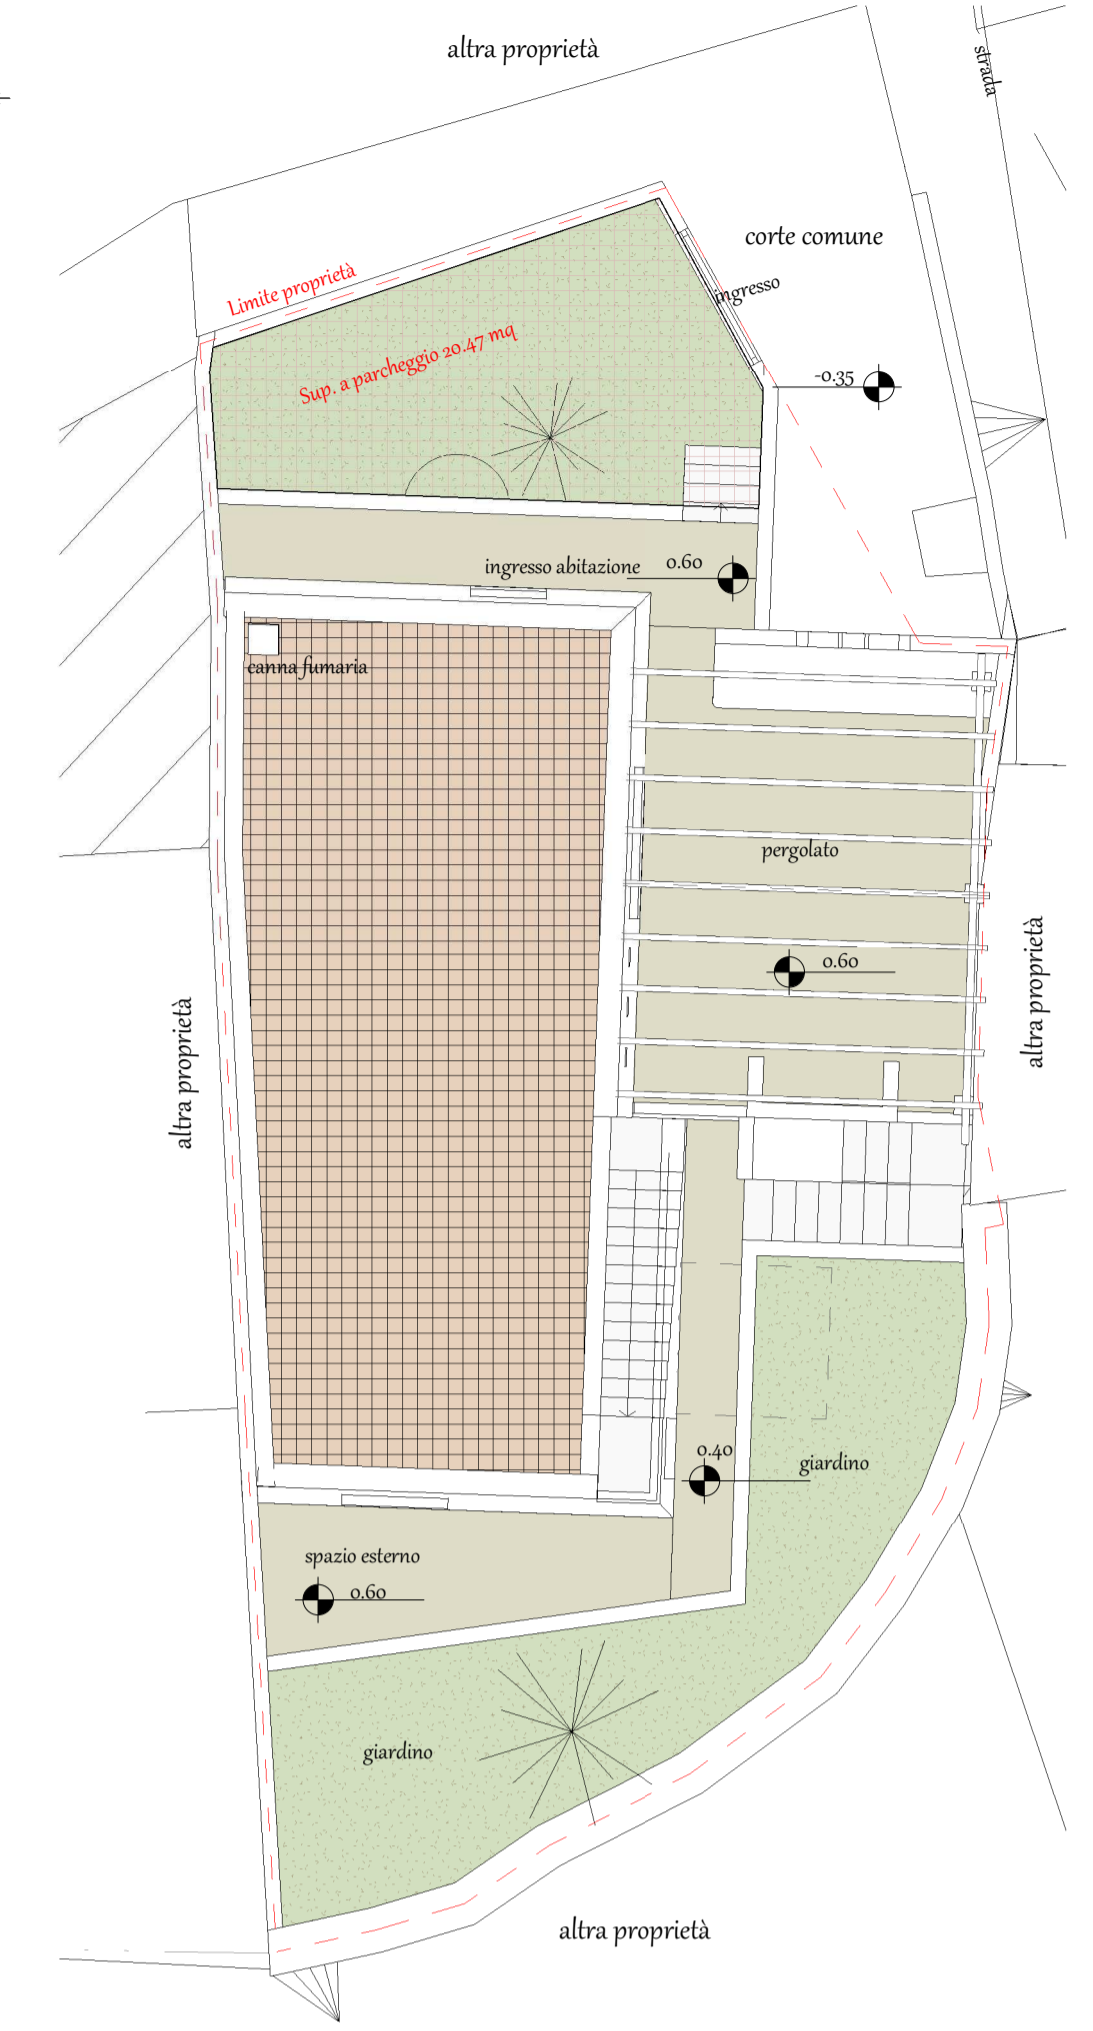 altra proprietà
strada
corte comune
Limite proprietà
ingresso
Sup. a parcheggio 20.47 mq
-0.35
ingresso abitazione
0.60
canna fumaria
pergolato
0.60
altra proprietà
altra proprietà
0.40
giardino
spazio esterno
0.60
giardino
altra proprietà